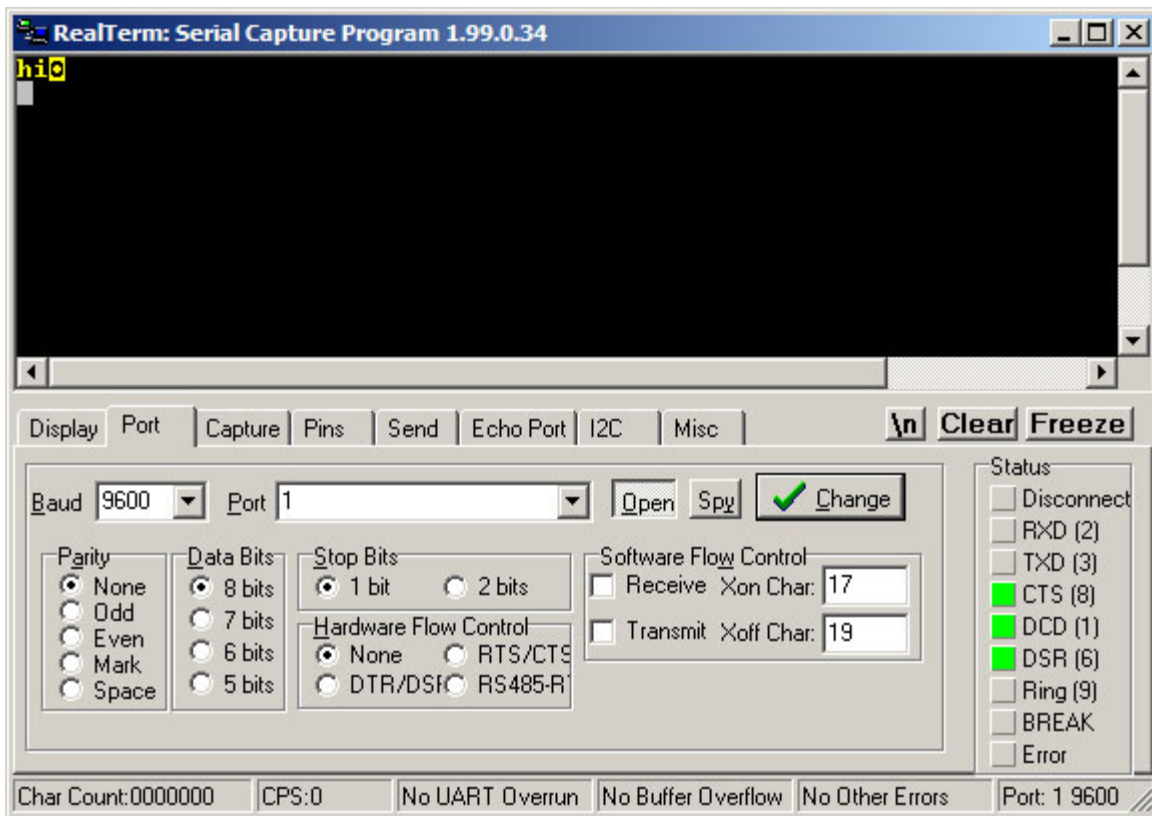 RealTerm: Serial Capture Program 1.99.0.34
hi
Display Port Capture Pins Send Echo Port I2C Misc \n Clear Freeze
Baud 9600 Port 1 Open Spy Change
Parity
None
Odd
Even
Mark
Space
Data Bits
8 bits
7 bits
6 bits
5 bits
Stop Bits
1 bit 2 bits
Hardware Flow Control
None RTS/CTS
DTR/DSR RS485-R
Software Flow Control
Receive Xon Char: 17
Transmit Xoff Char: 19
Status
Disconnect
RXD (2)
TXD (3)
CTS (8)
DCD (1)
DSR (6)
Ring (9)
BREAK
Error
Char Count:0000000 CPS:0 No UART Overrun No Buffer Overflow No Other Errors Port: 1 9600